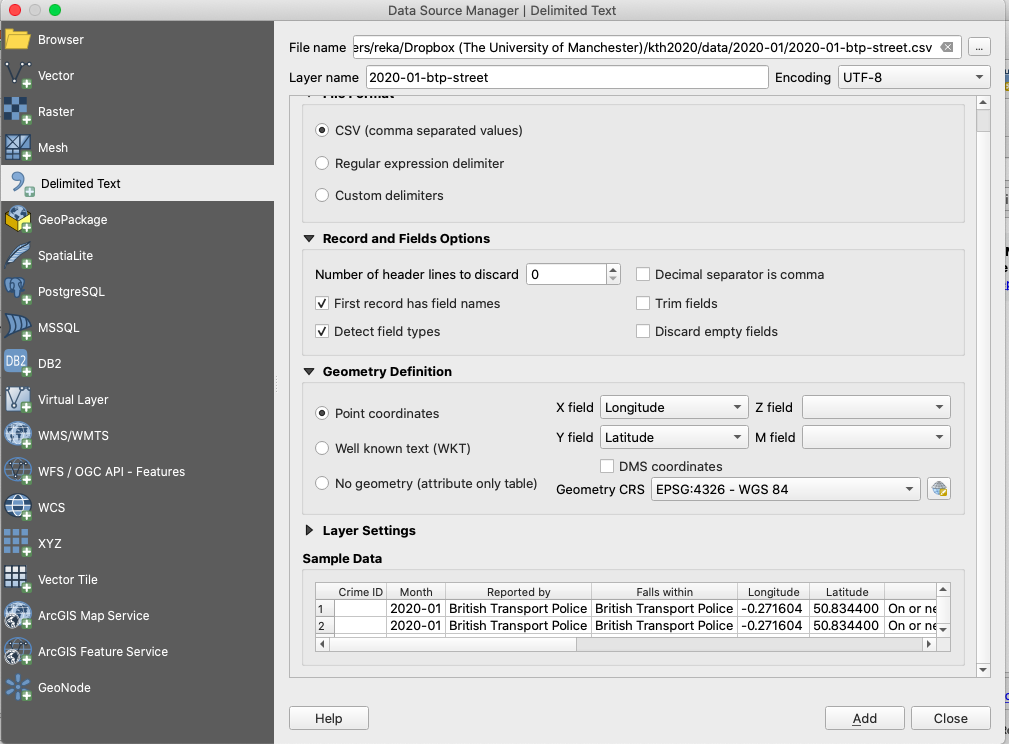 Data Source Manager | Delimited Text
Browser
Vector
Raster
Mesh
Delimited Text
GeoPackage
SpatiaLite
PostgreSQL
MSSQL
DB2 DB2
Virtual Layer
WMS/WMTS
WFS / OGC API - Features
WCS
XYZ
Vector Tile
ArcGIS Map Service
ArcGIS Feature Service
GeoNode
File name ers/reka/Dropbox (The University of Manchester)/kth2020/data/2020-01/2020-01-btp-street.csv ...
Layer name 2020-01-btp-street Encoding UTF-8
File Format
CSV (comma separated values)
Regular expression delimiter
Custom delimiters
Record and Fields Options
Number of header lines to discard 0 Decimal separator is comma
First record has field names Trim fields
Detect field types Discard empty fields
Geometry Definition
Point coordinates
Well known text (WKT)
No geometry (attribute only table)
X field Longitude Z field
Y field Latitude M field
DMS coordinates
Geometry CRS EPSG:4326 - WGS 84
Layer Settings
Sample Data
Crime ID Month Reported by Falls within Longitude Latitude
1 2020-01 British Transport Police British Transport Police -0.271604 50.834400 On or ne
2 2020-01 British Transport Police British Transport Police -0.271604 50.834400 On or ne
Help Add Close